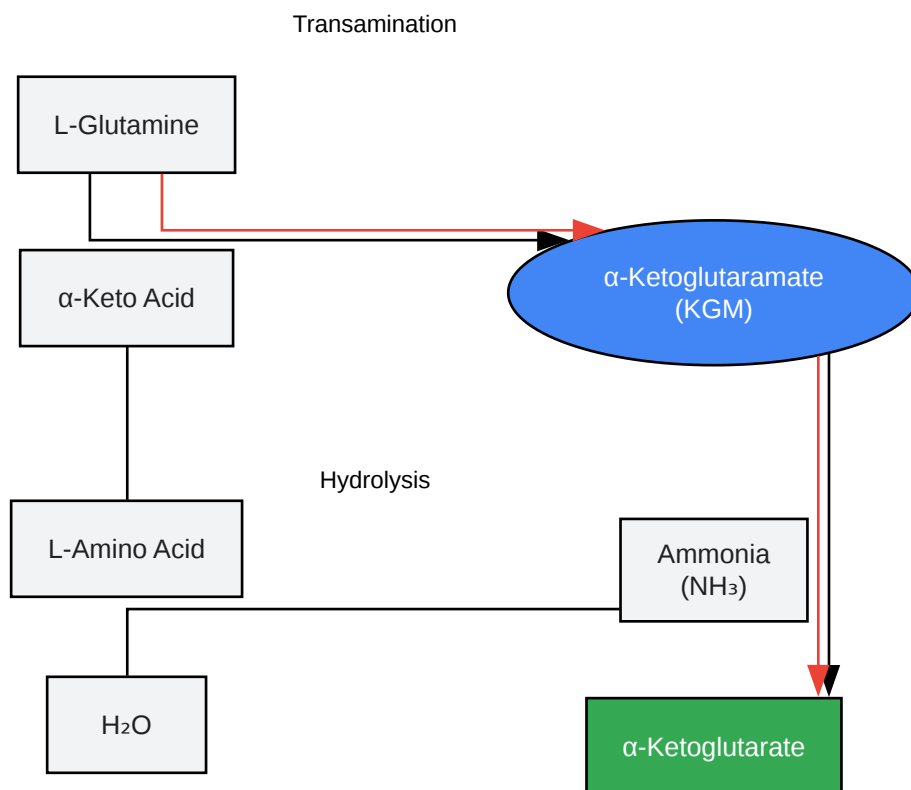 Transamination
L-Glutamine
α-Keto Acid
α-Ketoglutaramate
(KGM)
Hydrolysis
L-Amino Acid
Ammonia
(NH₃)
H₂O
α-Ketoglutarate